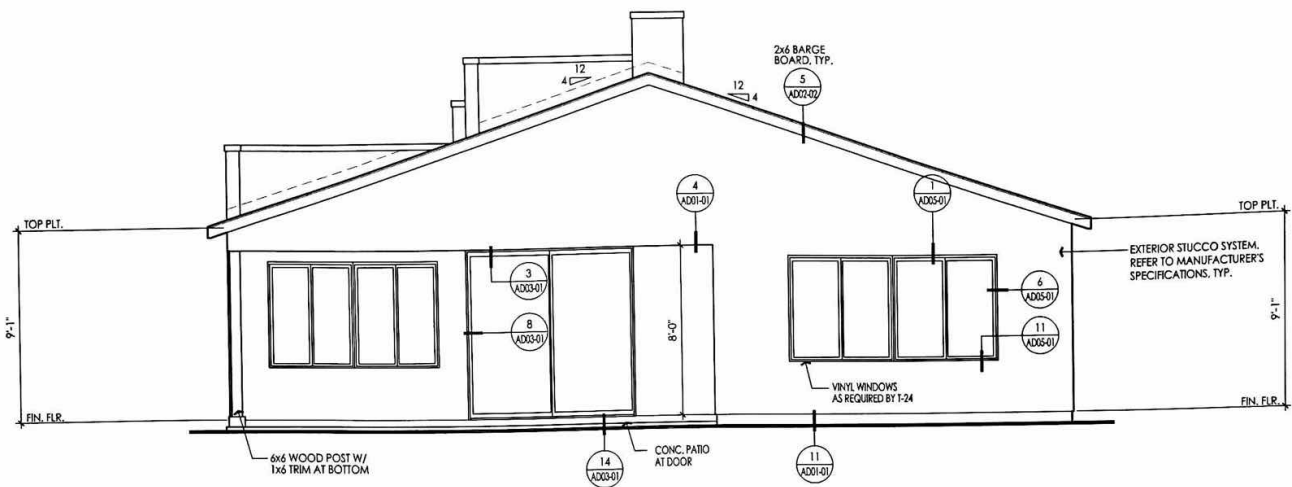 2x6 BARGE
BOARD, TYP.
12
4
12
4
5
AD02-02
4
AD01-01
1
AD05-01
TOP PLT.
TOP PLT.
EXTERIOR STUCCO SYSTEM.
REFER TO MANUFACTURER'S
SPECIFICATIONS, TYP.
3
AD03-01
6
AD05-01
8
AD03-01
11
AD05-01
9'-1"
8'-0"
9'-1"
VINYL WINDOWS
AS REQUIRED BY T-24
FIN. FLR.
FIN. FLR.
6x6 WOOD POST W/
1x6 TRIM AT BOTTOM
CONC. PATIO
AT DOOR
14
AD03-01
11
AD01-01